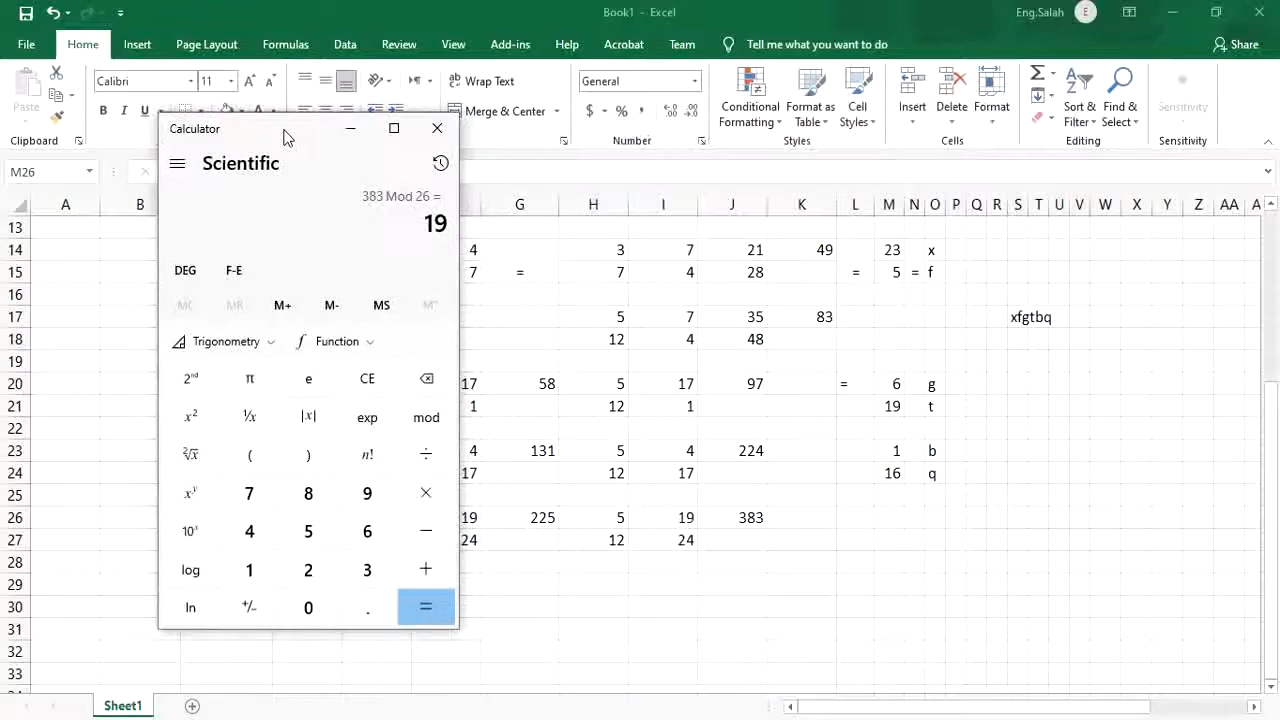 Book1 - Excel
Eng.Salah E
File Home Insert Page Layout Formulas Data Review View Add-ins Help Acrobat Team Tell me what you want to do Share
Paste
Calibri 11 A A
Wrap Text
General
B I U
Merge & Center
$ % ,
Conditional Formatting
Format as Table
Cell Styles
Insert Delete Format
Sort & Filter
Find & Select
Sensitivity
Clipboard Number Styles Cells Editing Sensitivity
M26
A B G H I J K L M N O P Q R S T U V W X Y Z AA A
13
14 4 3 7 21 49 23 x
15 7 = 7 4 28 = 5 = f
16
17 5 7 35 83 xfgtbq
18 12 4 48
19
20 17 58 5 17 97 = 6 g
21 1 12 1 19 t
22
23 4 131 5 4 224 1 b
24 17 12 17 16 q
25
26 19 225 5 19 383
27 24 12 24
28
29
30
31
32
33
Sheet1
Calculator
Scientific
383 Mod 26 =
19
DEG F-E
MC MR M+ M- MS M˅
Trigonometry f Function
2nd π e CE
x² ¹/x |x| exp mod
²√x ( ) n! ÷
xʸ 7 8 9 ×
10ˣ 4 5 6 −
log 1 2 3 +
ln +/− 0 . =